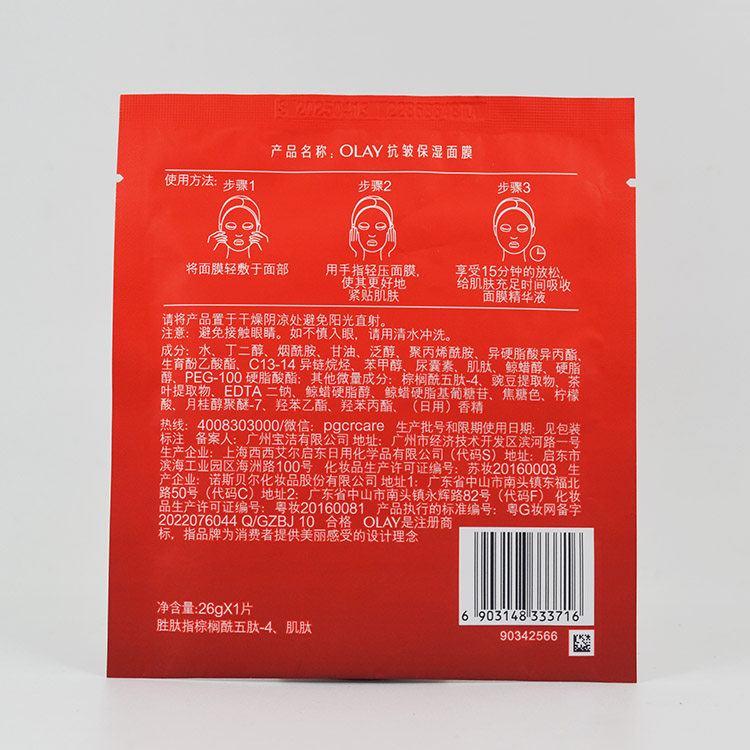 产品名称：OLAY抗皱保湿面膜
使用方法：
步骤1 步骤2 步骤3
将面膜轻敷于面部
用手指轻压面膜，
使其更好地
紧贴肌肤
享受15分钟的放松，
给肌肤充足时间吸收
面膜精华液
请将产品置于干燥阴凉处避免阳光直射。
注意：避免接触眼睛。如不慎入眼，请用清水冲洗。
成分：水、丁二醇、烟酰胺、甘油、泛醇、聚丙烯酰胺、异硬脂酸异丙酯、
生育酚乙酸酯、C13-14异链烷烃、苯甲醇、尿囊素、肌肽、鲸蜡醇、硬脂
醇、PEG-100硬脂酸酯；其他微量成分：棕榈酰五肽-4、豌豆提取物、茶
叶提取物、EDTA二钠、鲸蜡硬脂醇、鲸蜡硬脂基葡糖苷、焦糖色、柠檬
酸、月桂醇聚醚-7、羟苯乙酯、羟苯丙酯、（日用）香精
热线：4008303000/微信：pgcrcare 生产批号和限期使用日期：见包装
标注 备案人：广州宝洁有限公司 地址：广州市经济技术开发区滨河路一号
生产企业：上海西西艾尔启东日用化学品有限公司（代码S）地址：启东市
滨海工业园区海洲路100号 化妆品生产许可证编号：苏妆20160003 生产
企业：诺斯贝尔化妆品股份有限公司 地址1：广东省中山市南头镇东福北
路50号（代码C）地址2：广东省中山市南头镇永辉路82号（代码F）化妆
品生产许可证编号：粤妆20160081 产品执行的标准编号：粤G妆网备字
2022076044 Q/GZBJ 10 合格 OLAY是注册商
标，指品牌为消费者提供美丽感受的设计理念
净含量:26gX1片
胜肽指棕榈酰五肽-4、肌肽
6 903148 333716
90342566